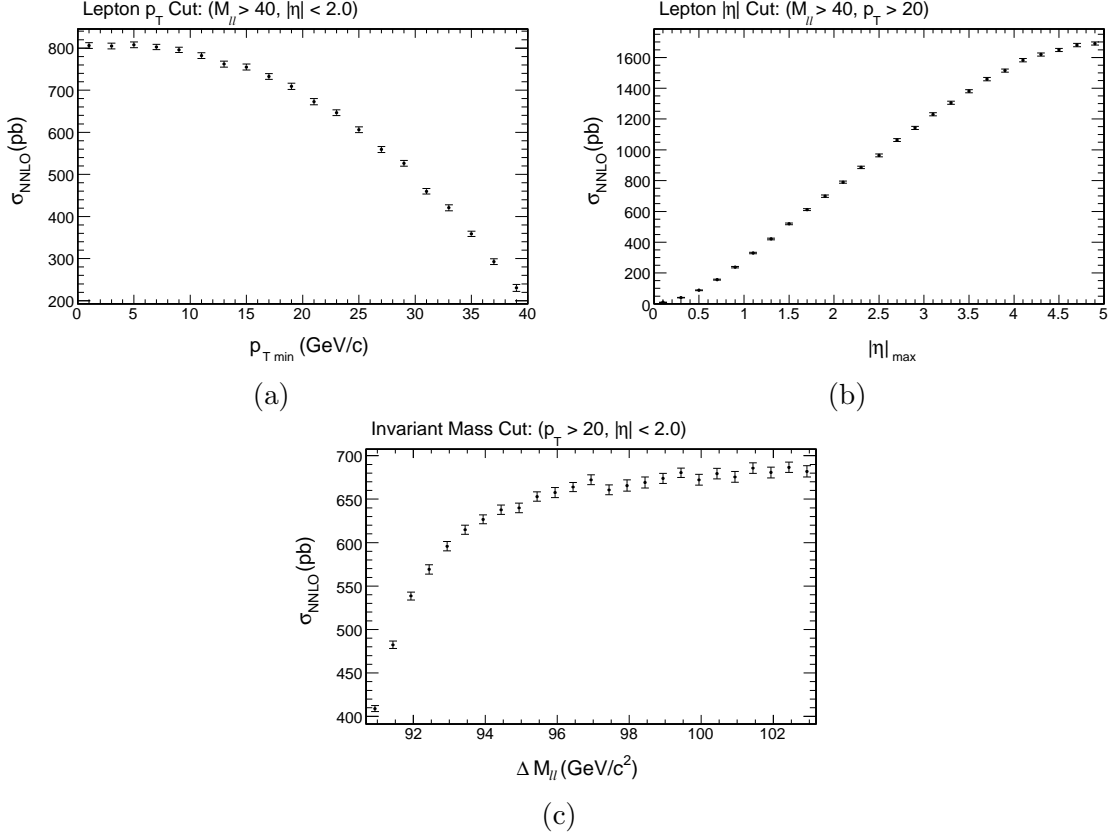 Lepton p_T Cut: (M_ll > 40, |η| < 2.0)
σ_NNLO (pb)
800
700
600
500
400
300
200
0 5 10 15 20 25 30 35 40
p_T min (GeV/c)
(a)
Lepton |η| Cut: (M_ll > 40, p_T > 20)
σ_NNLO (pb)
1600
1400
1200
1000
800
600
400
200
0
0 0.5 1 1.5 2 2.5 3 3.5 4 4.5 5
|η|_max
(b)
Invariant Mass Cut: (p_T > 20, |η| < 2.0)
σ_NNLO (pb)
700
650
600
550
500
450
400
92 94 96 98 100 102
Δ M_ll (GeV/c²)
(c)